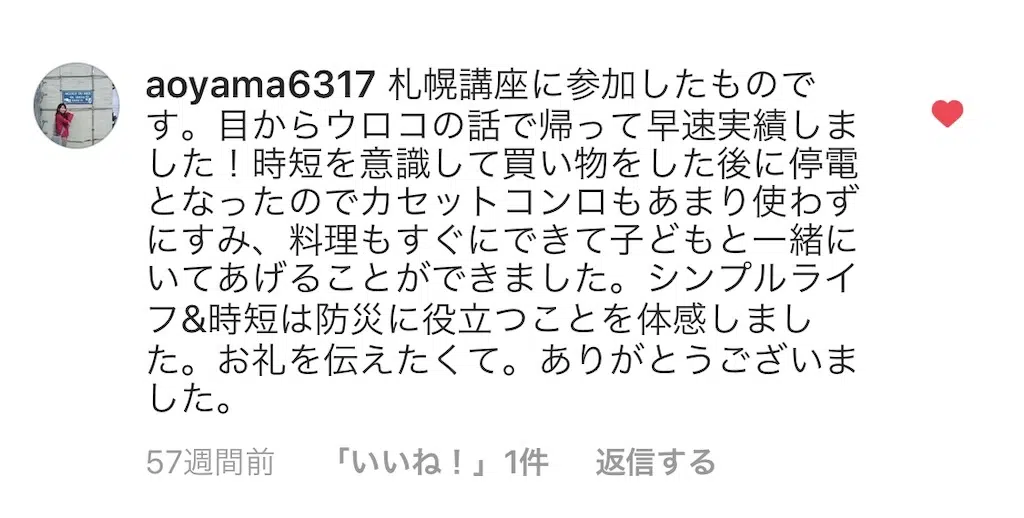 aoyama6317 札幌講座に参加したもので
す。目からウロコの話で帰って早速実績しま
した！時短を意識して買い物をした後に停電
となったのでカセットコンロもあまり使わず
にすみ、料理もすぐにできて子どもと一緒に
いてあげることができました。シンプルライ
フ&時短は防災に役立つことを体感しまし
た。お礼を伝えたくて。ありがとうございま
した。
57週間前 「いいね！」1件 返信する